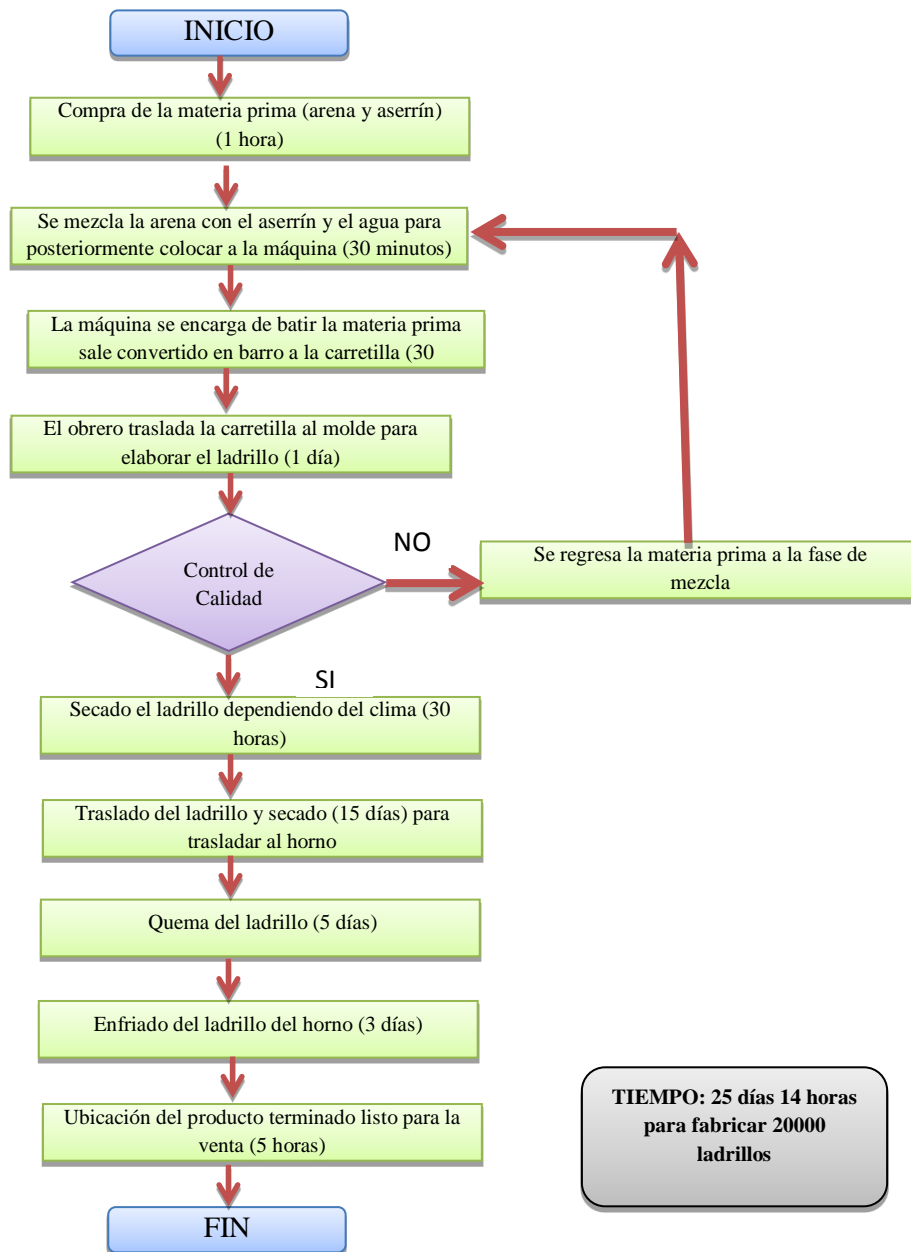 INICIO
Compra de la materia prima (arena y aserrín)
(1 hora)
Se mezcla la arena con el aserrín y el agua para
posteriormente colocar a la máquina (30 minutos)
La máquina se encarga de batir la materia prima
sale convertido en barro a la carretilla (30
El obrero traslada la carretilla al molde para
elaborar el ladrillo (1 día)
Control de
Calidad
NO
Se regresa la materia prima a la fase de
mezcla
SI
Secado el ladrillo dependiendo del clima (30
horas)
Traslado del ladrillo y secado (15 días) para
trasladar al horno
Quema del ladrillo (5 días)
Enfriado del ladrillo del horno (3 días)
Ubicación del producto terminado listo para la
venta (5 horas)
FIN
TIEMPO: 25 días 14 horas
para fabricar 20000
ladrillos